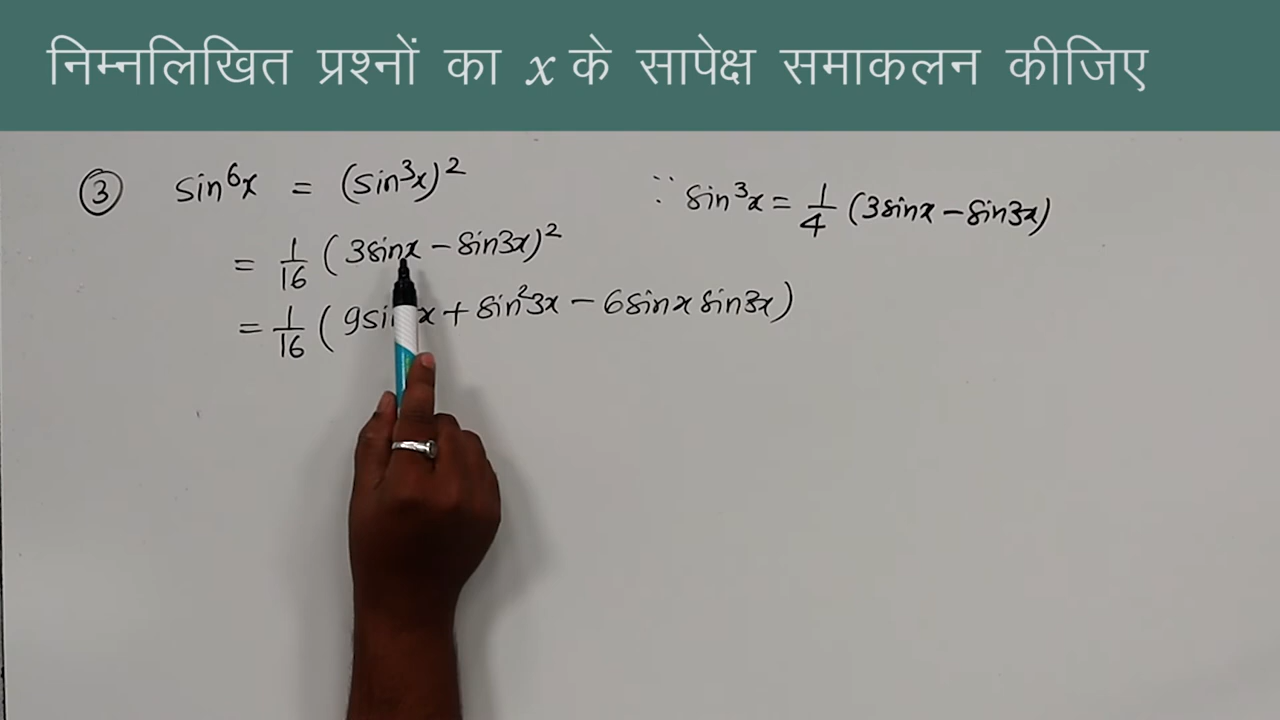 निम्नलिखित प्रश्नों का x के सापेक्ष समाकलन कीजिए
③ sin⁶x = (sin³x)²
∵ sin³x = 1/4 (3sinx − sin3x)
= 1/16 (3sinx − sin3x)²
= 1/16 (9sin x + sin²3x − 6sinx sin3x)